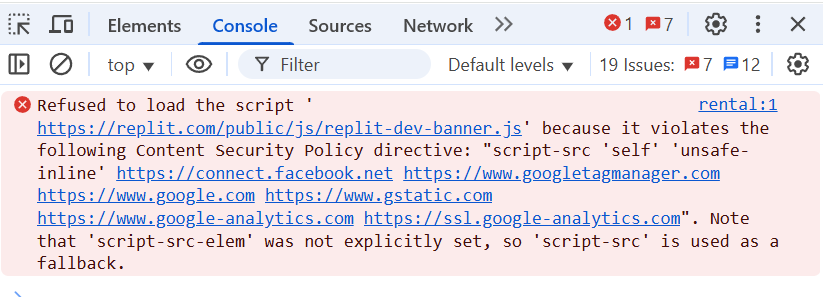 Elements Console Sources Network 1 7
top Filter Default levels 19 Issues: 7 12
Refused to load the script ' rental:1
https://replit.com/public/js/replit-dev-banner.js' because it violates the
following Content Security Policy directive: "script-src 'self' 'unsafe-
inline' https://connect.facebook.net https://www.googletagmanager.com
https://www.google.com https://www.gstatic.com
https://www.google-analytics.com https://ssl.google-analytics.com". Note
that 'script-src-elem' was not explicitly set, so 'script-src' is used as a
fallback.